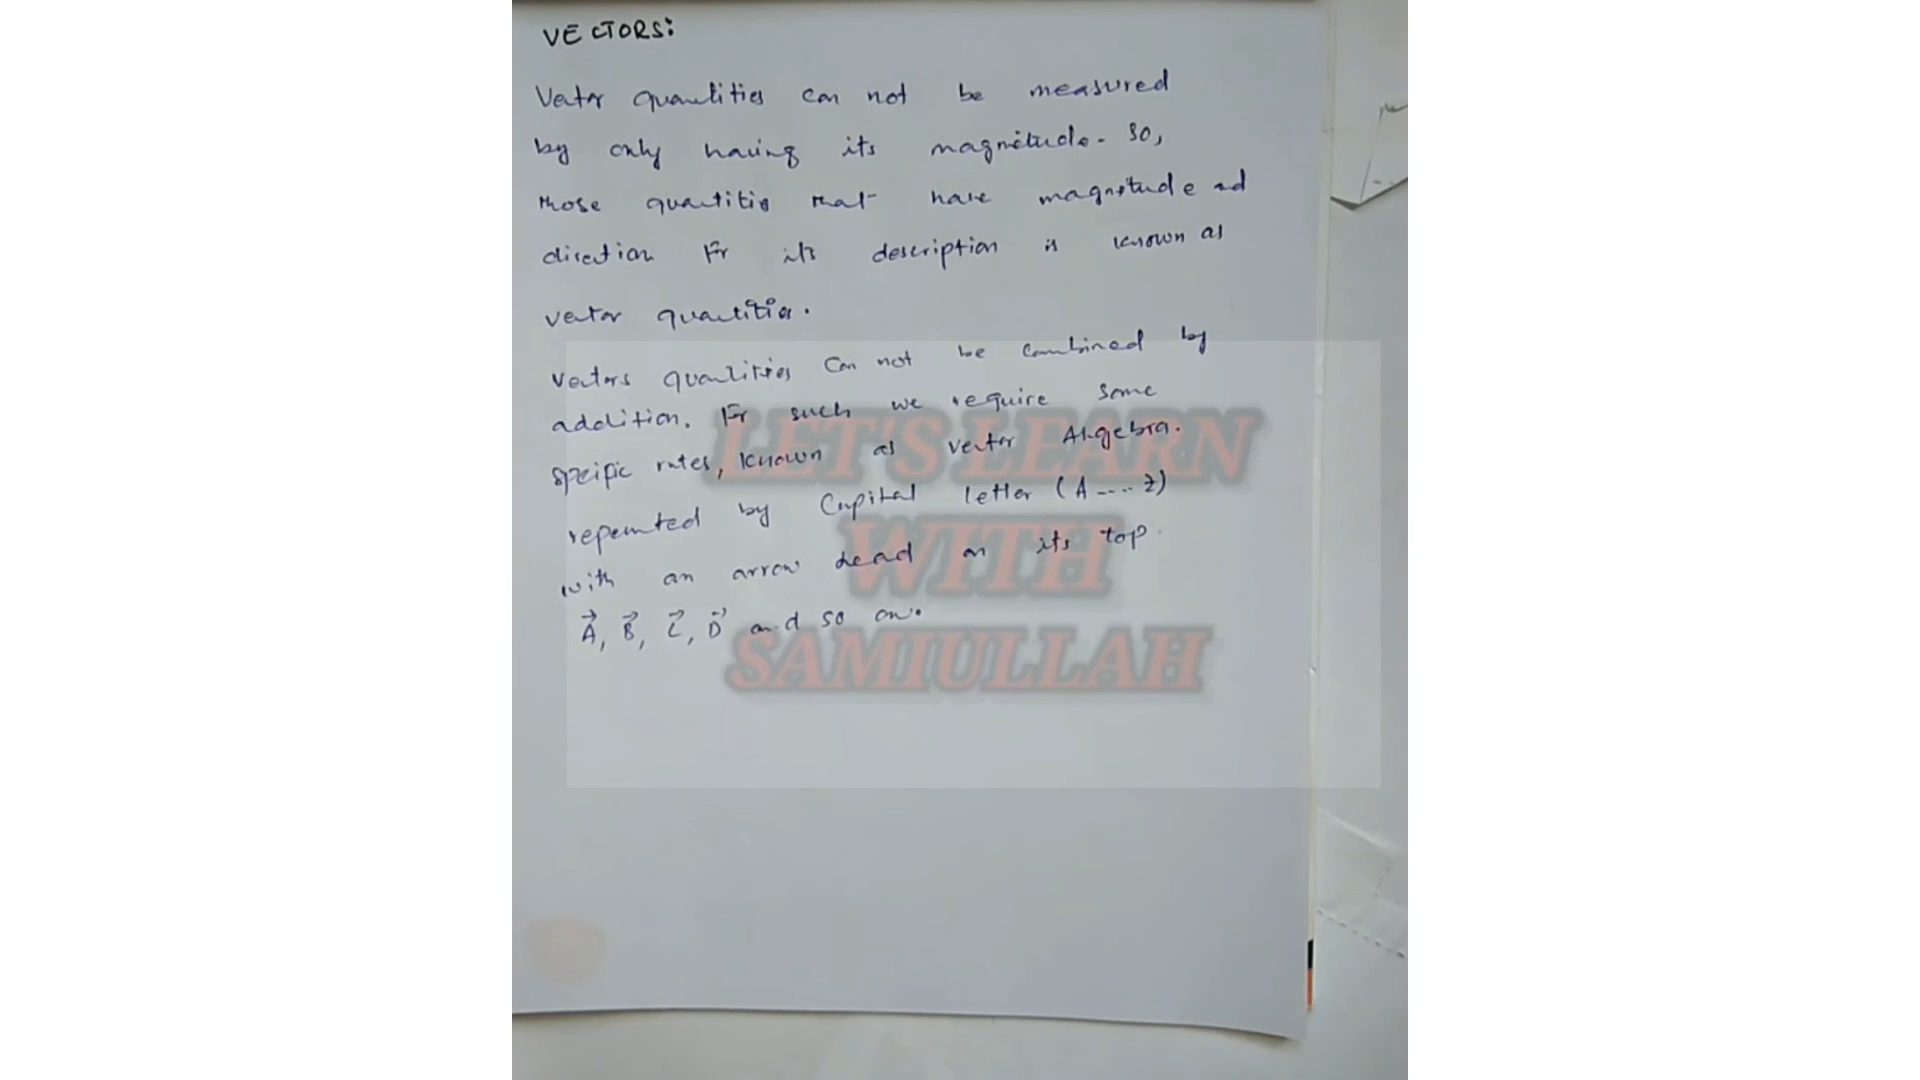 VECTORS:
Vector quantities can not be measured
by only having its magnitude. So,
those quantities that have magnitude and
direction For its description is known as
vector quantities.
Vectors quantities can not be combined by
addition. For such we require some
specific rules, known as vector Algebra.
represented by Capital letter (A .... Z)
with an arrow head on its top.
A⃗, B⃗, C⃗, D⃗ and so on.
LET'S LEARN
WITH
SAMIULLAH